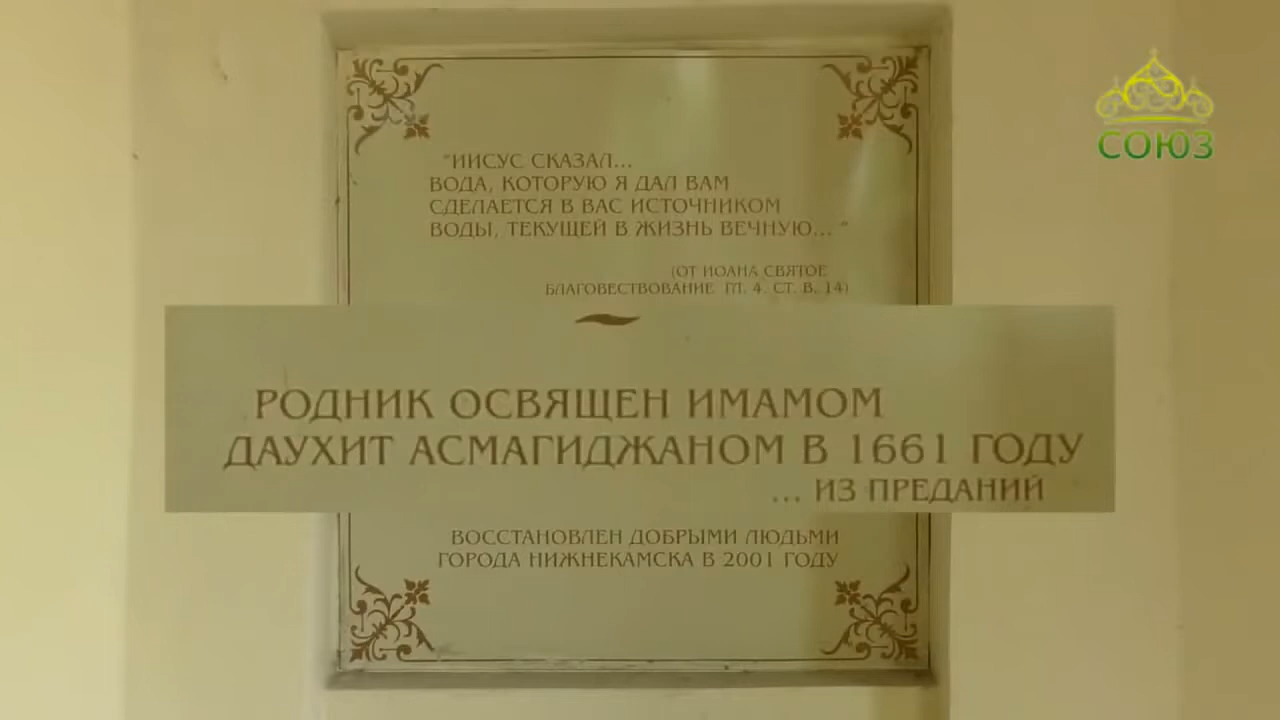 СОЮЗ
"ИИСУС СКАЗАЛ...
ВОДА, КОТОРУЮ Я ДАЛ ВАМ
СДЕЛАЕТСЯ В ВАС ИСТОЧНИКОМ
ВОДЫ, ТЕКУЩЕЙ В ЖИЗНЬ ВЕЧНУЮ... "
(ОТ ИОАНА СВЯТОЕ
БЛАГОВЕСТВОВАНИЕ ГЛ. 4. СТ. В. 14)
РОДНИК ОСВЯЩЕН ИМАМОМ
ДАУХИТ АСМАГИДЖАНОМ В 1661 ГОДУ
... ИЗ ПРЕДАНИЙ
ВОССТАНОВЛЕН ДОБРЫМИ ЛЮДЬМИ
ГОРОДА НИЖНЕКАМСКА В 2001 ГОДУ